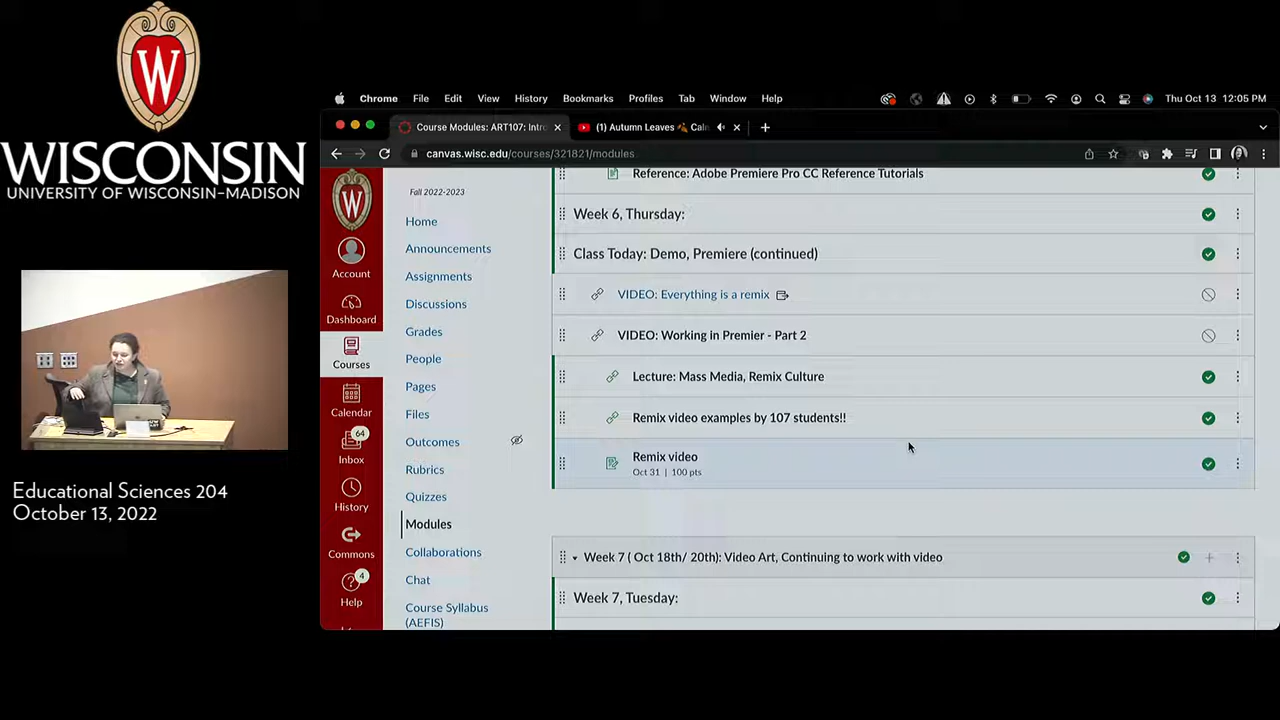 W
WISCONSIN
UNIVERSITY OF WISCONSIN–MADISON
Educational Sciences 204
October 13, 2022
Chrome File Edit View History Bookmarks Profiles Tab Window Help
Thu Oct 13 12:05 PM
Course Modules: ART107: Intro
(1) Autumn Leaves 🍂 Calm
canvas.wisc.edu/courses/321821/modules
W
Account
Dashboard
Courses
Calendar
64
Inbox
History
Commons
4
Help
Fall 2022-2023
Home
Announcements
Assignments
Discussions
Grades
People
Pages
Files
Outcomes
Rubrics
Quizzes
Modules
Collaborations
Chat
Course Syllabus
(AEFIS)
Reference: Adobe Premiere Pro CC Reference Tutorials
Week 6, Thursday:
Class Today: Demo, Premiere (continued)
VIDEO: Everything is a remix
VIDEO: Working in Premier - Part 2
Lecture: Mass Media, Remix Culture
Remix video examples by 107 students!!
Remix video
Oct 31 | 100 pts
Week 7 ( Oct 18th/ 20th): Video Art, Continuing to work with video
Week 7, Tuesday: